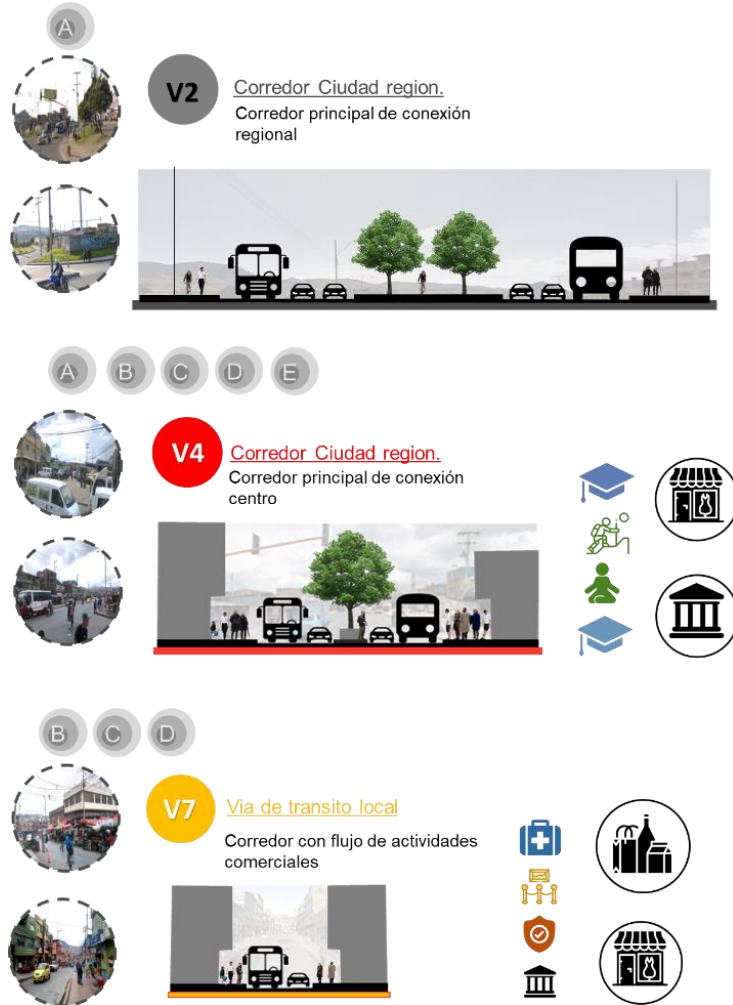 A
V2
Corredor Ciudad region.
Corredor principal de conexión
regional
A B C D E
V4
Corredor Ciudad region.
Corredor principal de conexión
centro
B C D
V7
Via de transito local
Corredor con flujo de actividades
comerciales